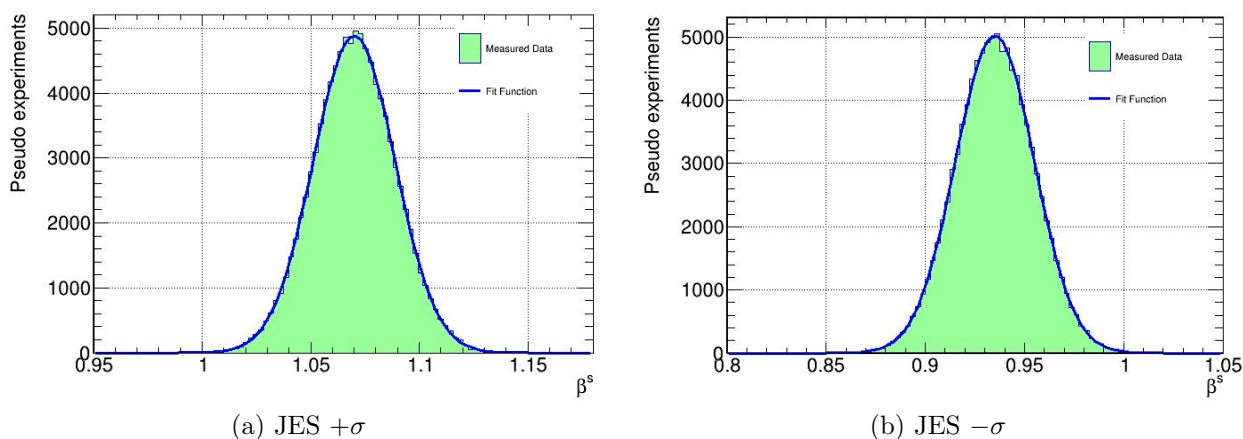 Pseudo experiments
5000
4000
3000
2000
1000
0
0.95
1
1.05
1.1
1.15
β^s
Measured Data
Fit Function
(a) JES +σ
Pseudo experiments
5000
4000
3000
2000
1000
0
0.8
0.85
0.9
0.95
1
1.05
β^s
Measured Data
Fit Function
(b) JES −σ